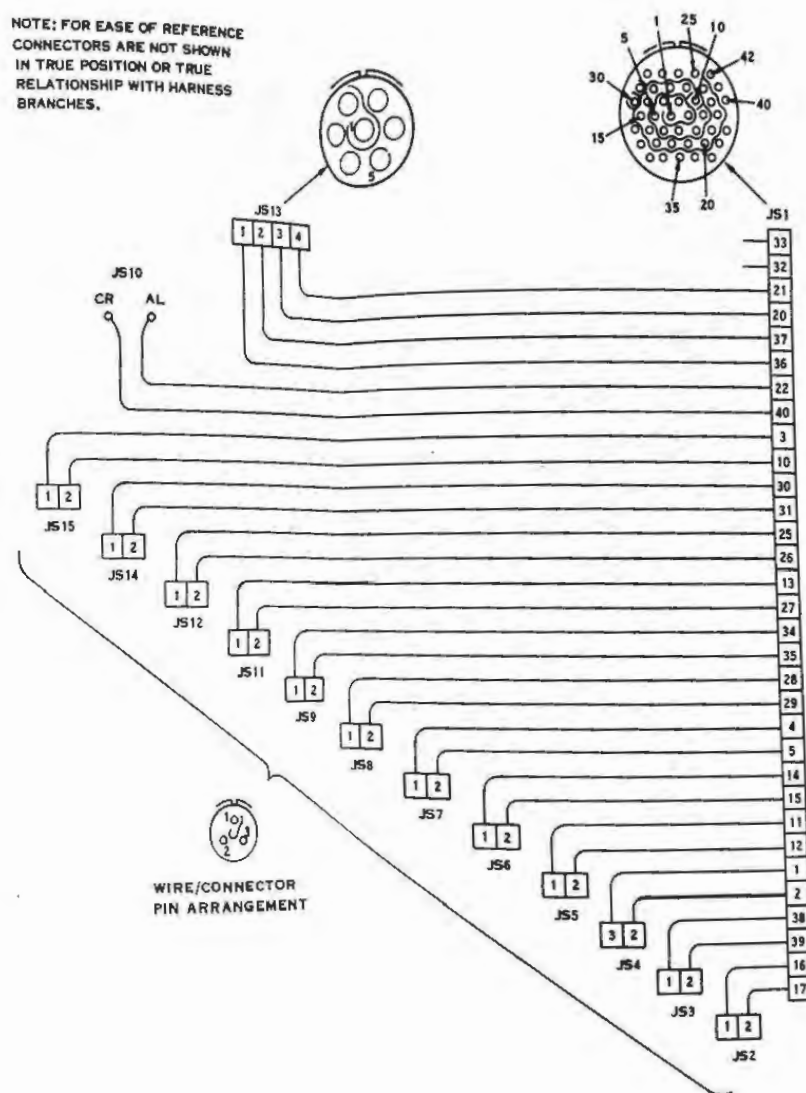 NOTE: FOR EASE OF REFERENCE
CONNECTORS ARE NOT SHOWN
IN TRUE POSITION OR TRUE
RELATIONSHIP WITH HARNESS
BRANCHES.
1 25 10
5 42
30 40
15
35 20
1
5
JS13
1 2 3 4
JS1
33
32
21
20
37
36
22
40
3
10
30
31
25
26
13
27
34
35
28
29
4
5
14
15
11
12
1
2
38
39
16
17
JS10
CR AL
1 2
JS15
1 2
JS14
1 2
JS12
1 2
JS11
1 2
JS9
1 2
JS8
1 2
JS7
1 2
JS6
1 2
JS5
3 2
JS4
1 2
JS3
1 2
JS2
1
3
2
WIRE/CONNECTOR
PIN ARRANGEMENT